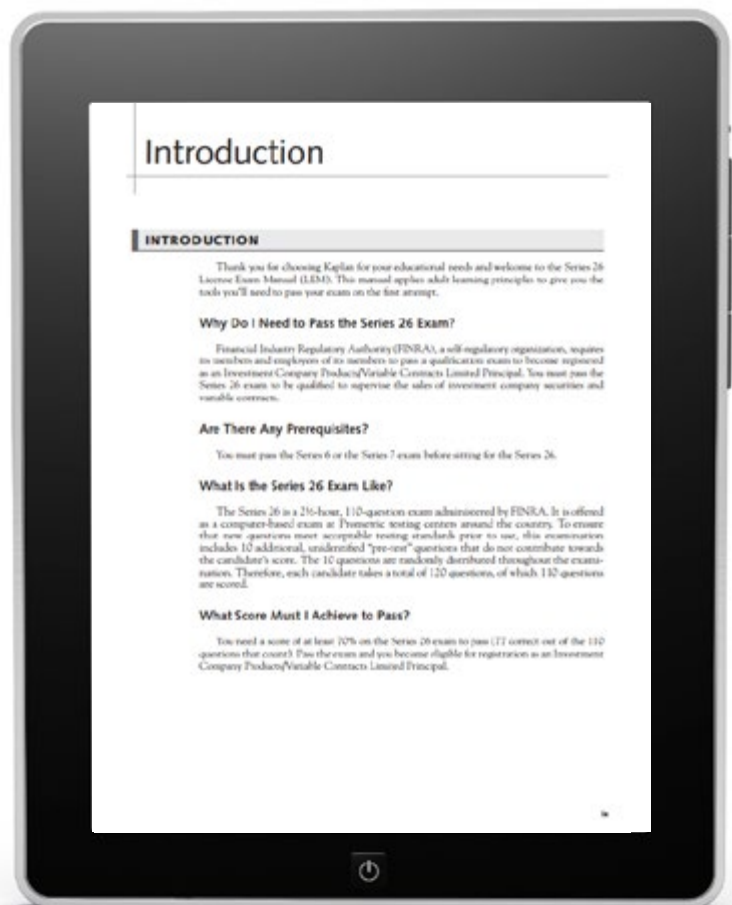 Introduction
INTRODUCTION
Thank you for choosing Kaplan for your educational needs and welcome to the Series 26
License Exam Manual (LEM). This manual applies adult learning principles to give you the
tools you'll need to pass your exam on the first attempt.
Why Do I Need to Pass the Series 26 Exam?
Financial Industry Regulatory Authority (FINRA), a self-regulatory organization, requires
its members and employees of its members to pass a qualification exam to become registered
as an Investment Company Products/Variable Contracts Limited Principal. You must pass the
Series 26 exam to be qualified to supervise the sales of investment company securities and
variable contracts.
Are There Any Prerequisites?
You must pass the Series 6 or the Series 7 exam before sitting for the Series 26.
What Is the Series 26 Exam Like?
The Series 26 is a 2½-hour, 110-question exam administered by FINRA. It is offered
as a computer-based exam at Prometric testing centers around the country. To ensure
that new questions meet acceptable testing standards prior to use, this examination
includes 10 additional, unidentified "pre-test" questions that do not contribute towards
the candidate's score. The 10 questions are randomly distributed throughout the exami-
nation. Therefore, each candidate takes a total of 120 questions, of which 110 questions
are scored.
What Score Must I Achieve to Pass?
You need a score of at least 70% on the Series 26 exam to pass (77 correct out of the 110
questions that count). Pass the exam and you become eligible for registration as an Investment
Company Products/Variable Contracts Limited Principal.